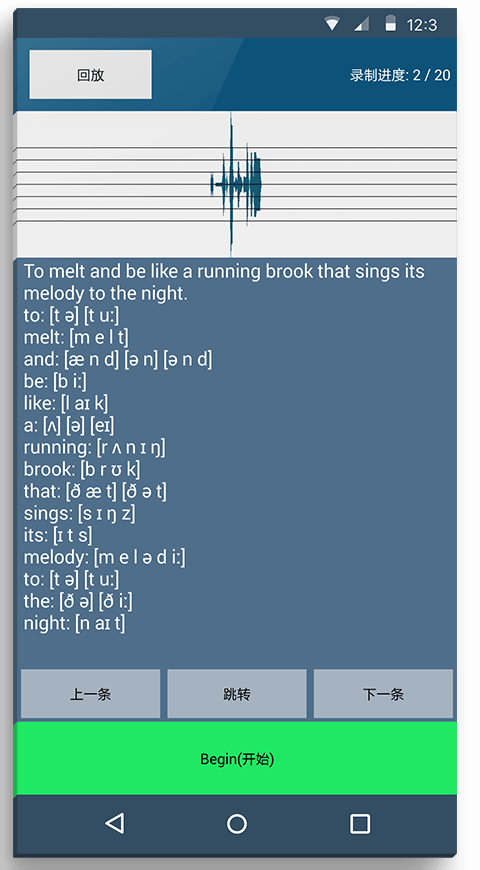 12:3
回放
录制进度: 2 / 20
To melt and be like a running brook that sings its
melody to the night.
to: [t ə] [t uː]
melt: [m e l t]
and: [æ n d] [ə n] [ə n d]
be: [b iː]
like: [l aɪ k]
a: [ʌ] [ə] [eɪ]
running: [r ʌ n ɪ ŋ]
brook: [b r ʊ k]
that: [ð æ t] [ð ə t]
sings: [s ɪ ŋ z]
its: [ɪ t s]
melody: [m e l ə d iː]
to: [t ə] [t uː]
the: [ð ə] [ð iː]
night: [n aɪ t]
上一条
跳转
下一条
Begin(开始)